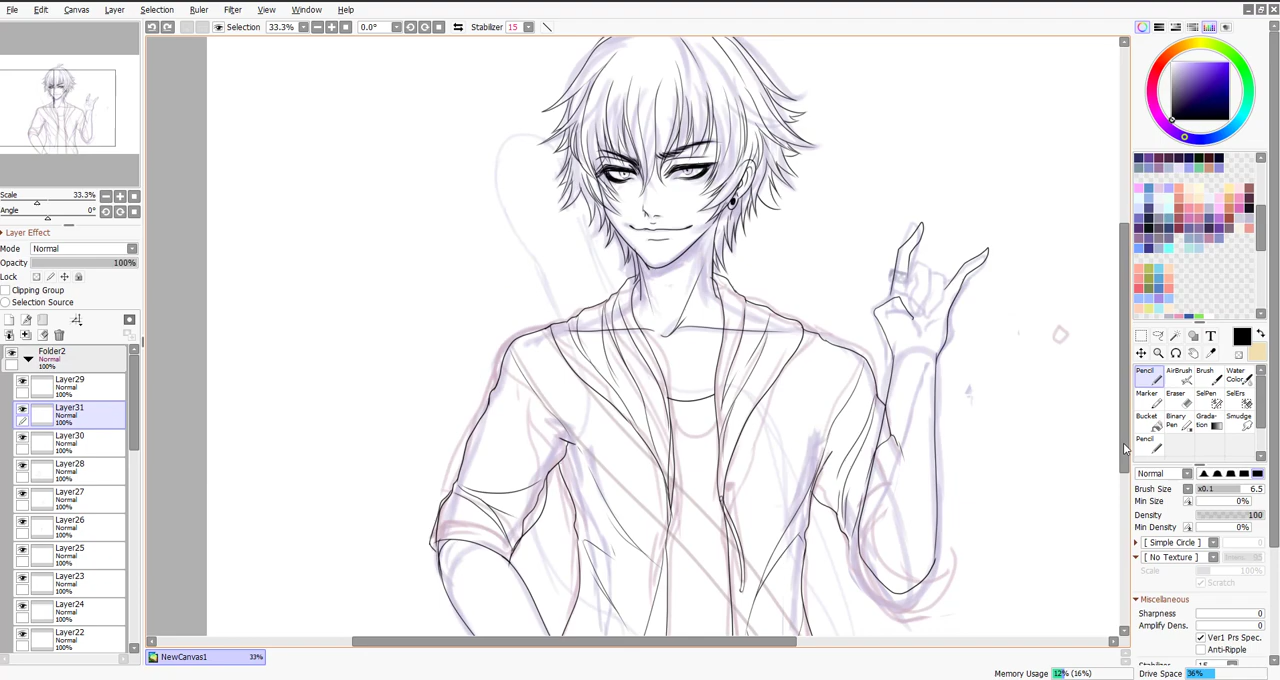 File Edit Canvas Layer Selection Ruler Filter View Window Help
Selection 33.3% 0.0° Stabilizer 15
Scale 33.3%
Angle 0°
Layer Effect
Mode Normal
Opacity 100%
Lock
Clipping Group
Selection Source
Folder2
Normal
100%
Layer29
Normal
100%
Layer31
Normal
100%
Layer30
Normal
100%
Layer28
Normal
100%
Layer27
Normal
100%
Layer26
Normal
100%
Layer25
Normal
100%
Layer23
Normal
100%
Layer24
Normal
100%
Layer22
Normal
100%
NewCanvas1 33%
T
Pencil AirBrush Brush Water Color
Marker Eraser SelPen SelErs
Bucket Binary Pen Grada-tion Smudge
Pencil
Normal
Brush Size x0.1 6.5
Min Size 0%
Density 100
Min Density 0%
[ Simple Circle ] 0
[ No Texture ]
Scale 100%
Scratch
Miscellaneous
Sharpness 0
Amplify Dens. 0
Ver1 Prs Spec.
Anti-Ripple
Memory Usage 12% (16%) Drive Space 36%